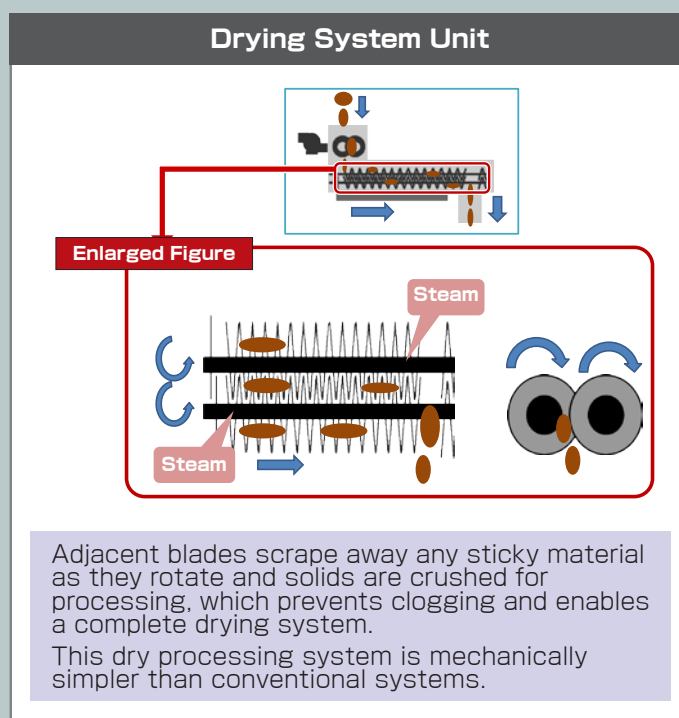 Drying System Unit
Enlarged Figure
Steam
Steam
Adjacent blades scrape away any sticky material
as they rotate and solids are crushed for
processing, which prevents clogging and enables
a complete drying system.
This dry processing system is mechanically
simpler than conventional systems.